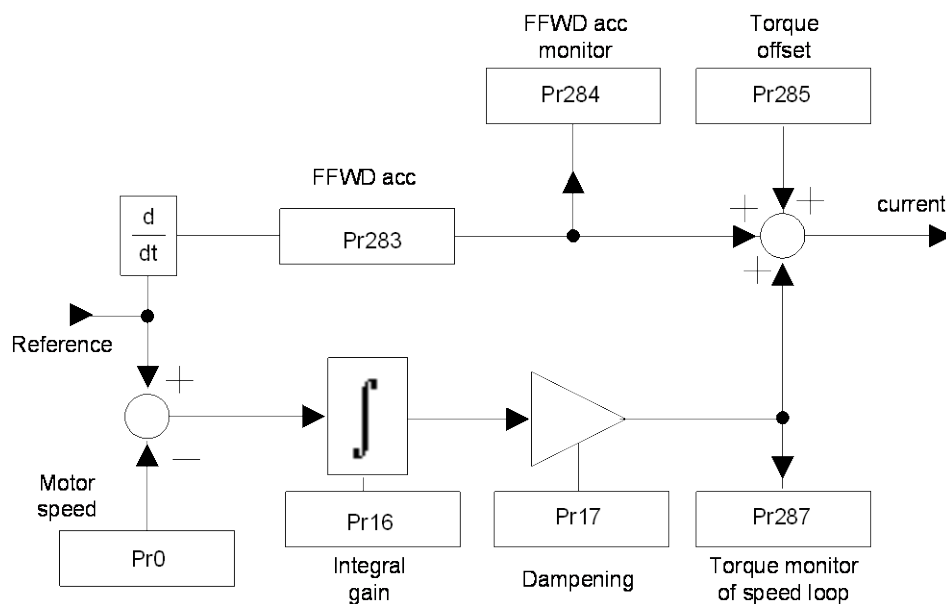 FFWD acc
monitor
Pr284
Torque
offset
Pr285
FFWD acc
Pr283
d
dt
+
+
+
current
Reference
+
−
∫
Motor
speed
Pr0
Pr16
Integral
gain
Pr17
Dampening
Pr287
Torque monitor
of speed loop